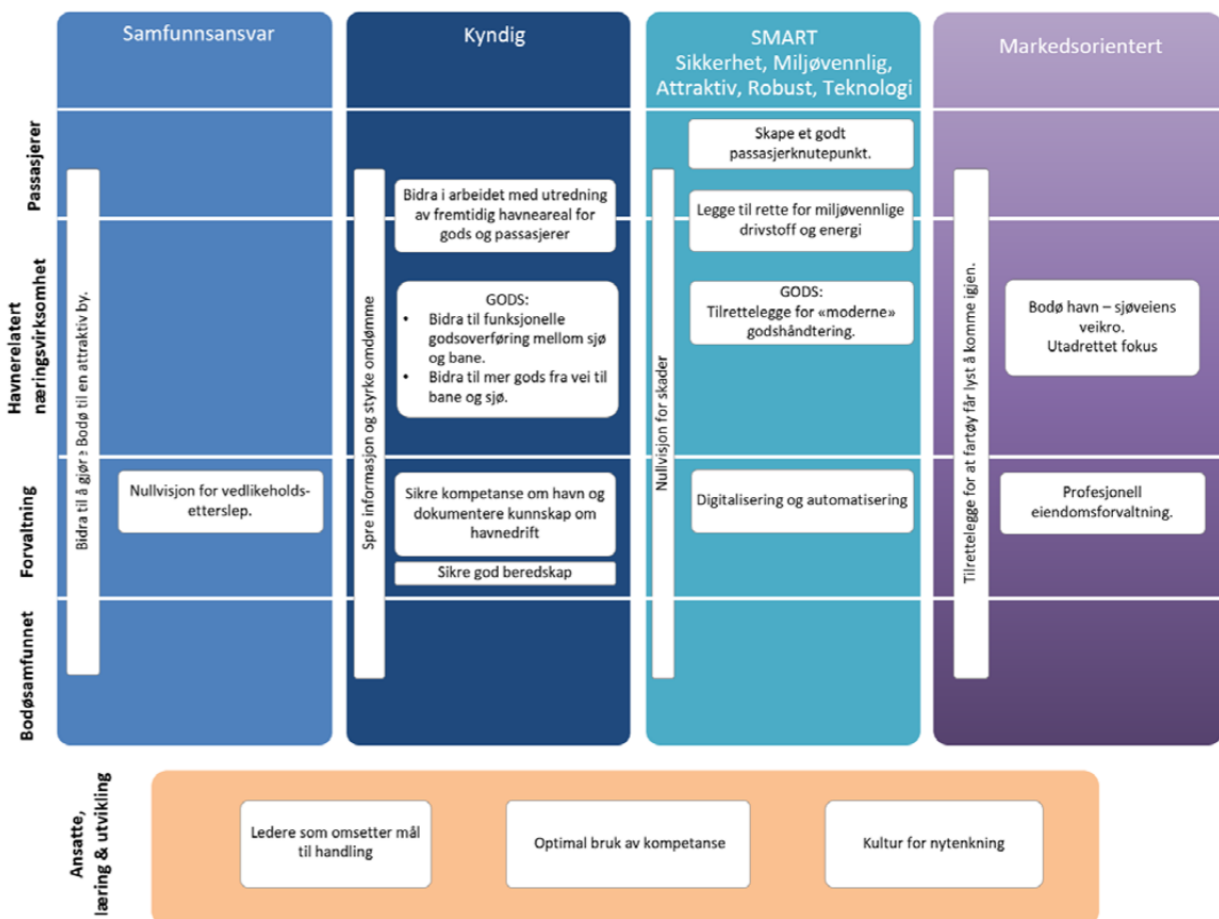 Samfunnsansvar
Kyndig
SMART
Sikkerhet, Miljøvennlig,
Attraktiv, Robust, Teknologi
Markedsorientert
Passasjerer
Havnerelatert
næringsvirksomhet
Forvaltning
Bodøsamfunnet
Bidra til å gjøre Bodø til en attraktiv by.
Nullvisjon for vedlikeholds-
etterslep.
Spre informasjon og styrke omdømme
Bidra i arbeidet med utredning
av fremtidig havneareal for
gods og passasjerer
GODS:
• Bidra til funksjonelle
godsoverføring mellom sjø
og bane.
• Bidra til mer gods fra vei til
bane og sjø.
Sikre kompetanse om havn og
dokumentere kunnskap om
havnedrift
Sikre god beredskap
Nullvisjon for skader
Skape et godt
passasjerknutepunkt.
Legge til rette for miljøvennlige
drivstoff og energi
GODS:
Tilrettelegge for «moderne»
godshåndtering.
Digitalisering og automatisering
Tilrettelegge for at fartøy får lyst å komme igjen.
Bodø havn – sjøveiens
veikro.
Utadrettet fokus
Profesjonell
eiendomsforvaltning.
Ansatte,
læring & utvikling
Ledere som omsetter mål
til handling
Optimal bruk av kompetanse
Kultur for nytenkning